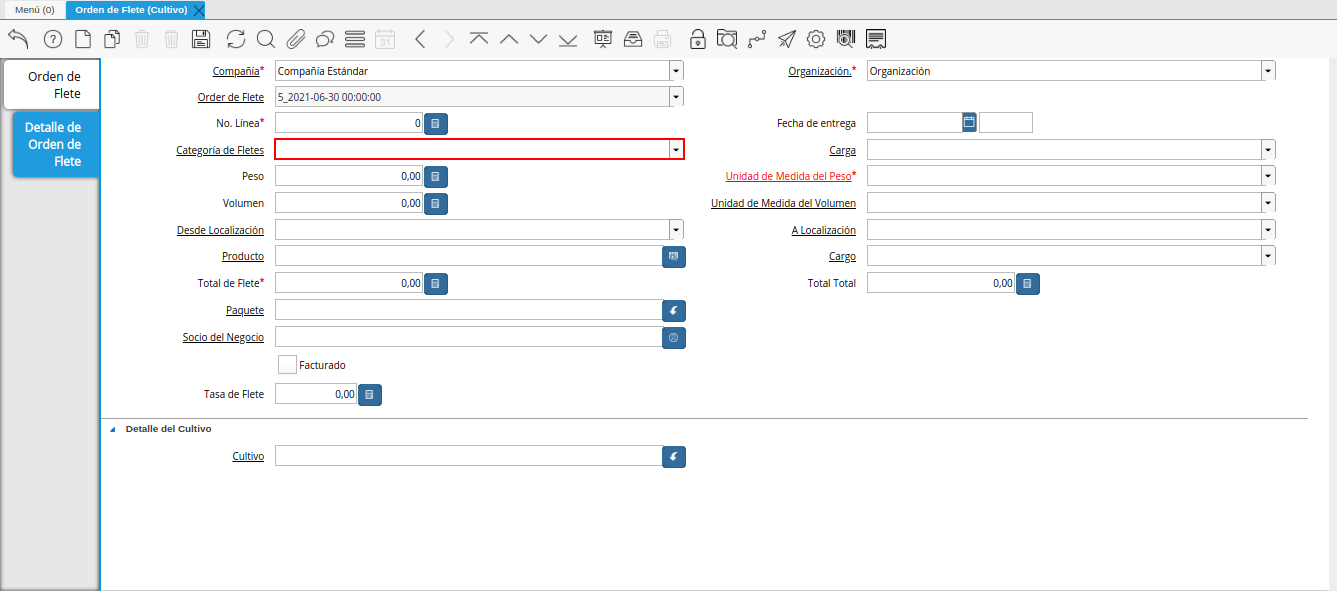 Menú (0)
Orden de Flete (Cultivo)
31
Orden de
Flete
Detalle de
Orden de
Flete
Compañía* Compañía Estándar Organización.* Organización
Order de Flete 5_2021-06-30 00:00:00
No. Línea* 0 Fecha de entrega
Categoría de Fletes Carga
Peso 0,00 Unidad de Medida del Peso*
Volumen 0,00 Unidad de Medida del Volumen
Desde Localización A Localización
Producto Cargo
Total de Flete* 0,00 Total Total 0,00
Paquete
Socio del Negocio
Facturado
Tasa de Flete 0,00
Detalle del Cultivo
Cultivo